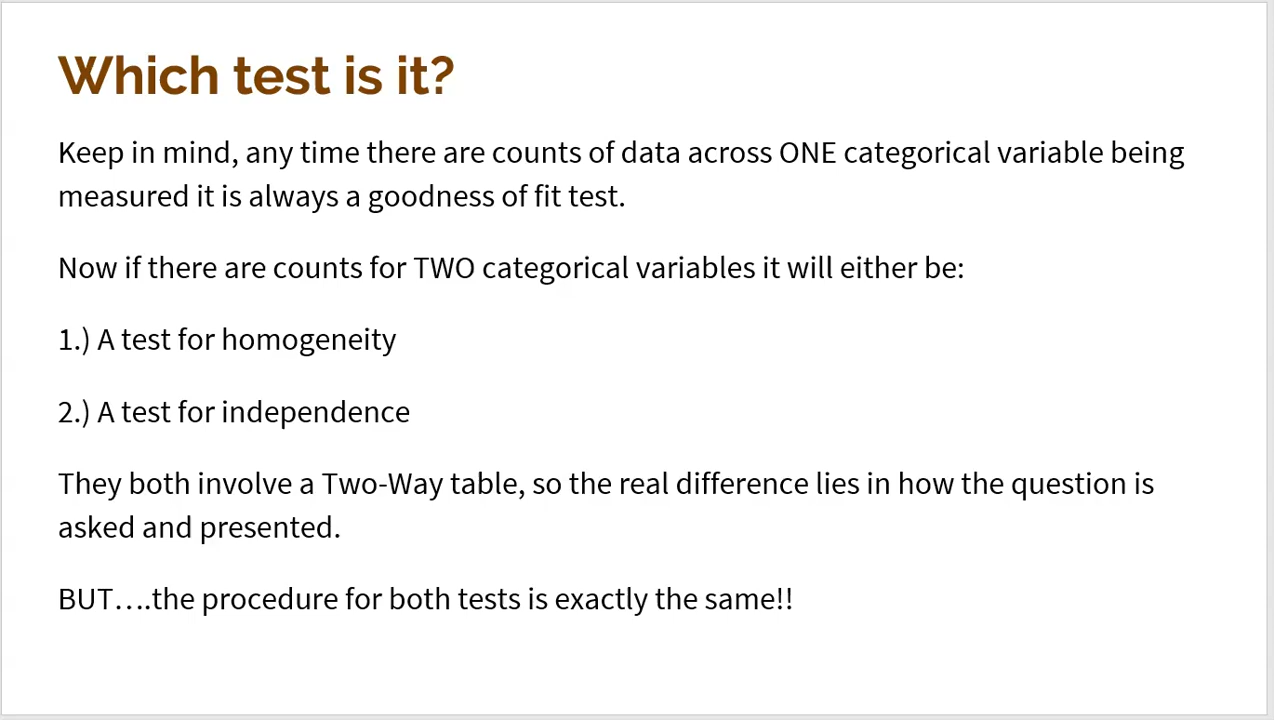 Which test is it?
Keep in mind, any time there are counts of data across ONE categorical variable being
measured it is always a goodness of fit test.
Now if there are counts for TWO categorical variables it will either be:
1.) A test for homogeneity
2.) A test for independence
They both involve a Two-Way table, so the real difference lies in how the question is
asked and presented.
BUT….the procedure for both tests is exactly the same!!